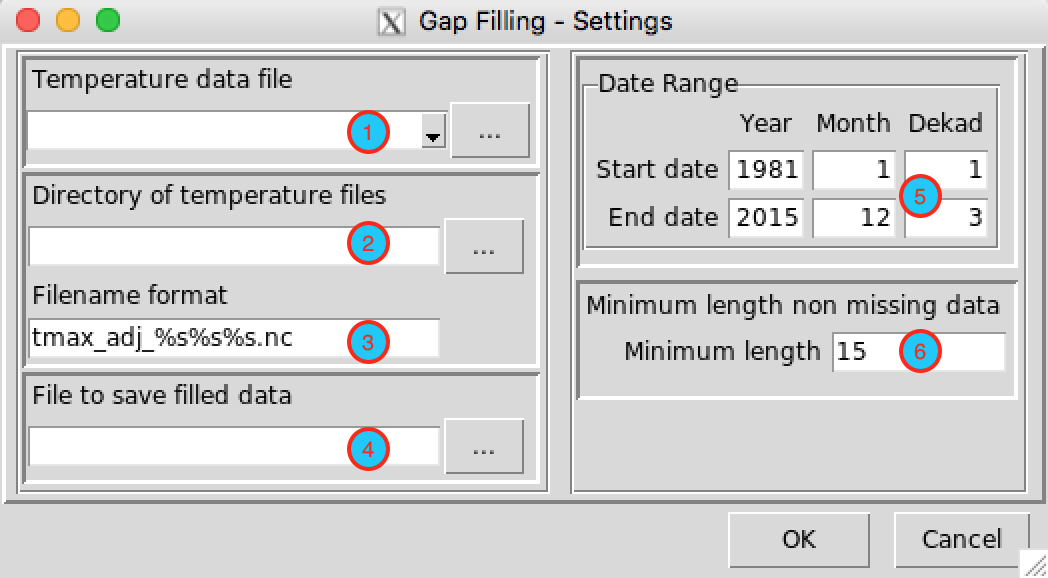 Gap Filling - Settings
Temperature data file
1
...
Directory of temperature files
2
...
Filename format
tmax_adj_%s%s%s.nc
3
File to save filled data
4
...
Date Range
Year Month Dekad
Start date 1981 1 1
5
End date 2015 12 3
Minimum length non missing data
Minimum length 15 6
OK Cancel